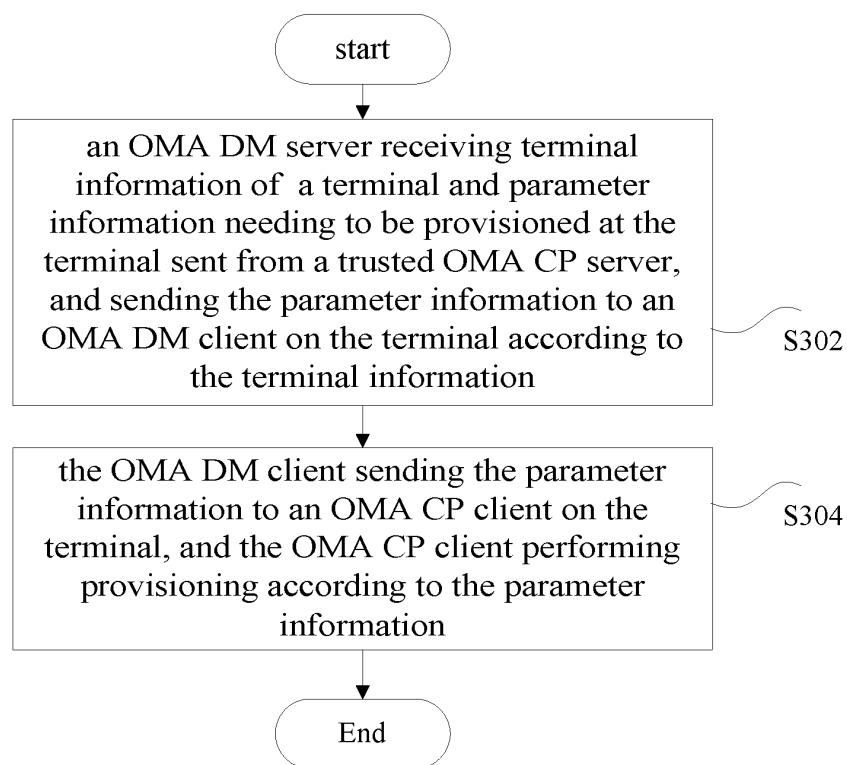 start
an OMA DM server receiving terminal
information of a terminal and parameter
information needing to be provisioned at the
terminal sent from a trusted OMA CP server,
and sending the parameter information to an
OMA DM client on the terminal according to
the terminal information
S302
the OMA DM client sending the parameter
information to an OMA CP client on the
terminal, and the OMA CP client performing
provisioning according to the parameter
information
S304
End